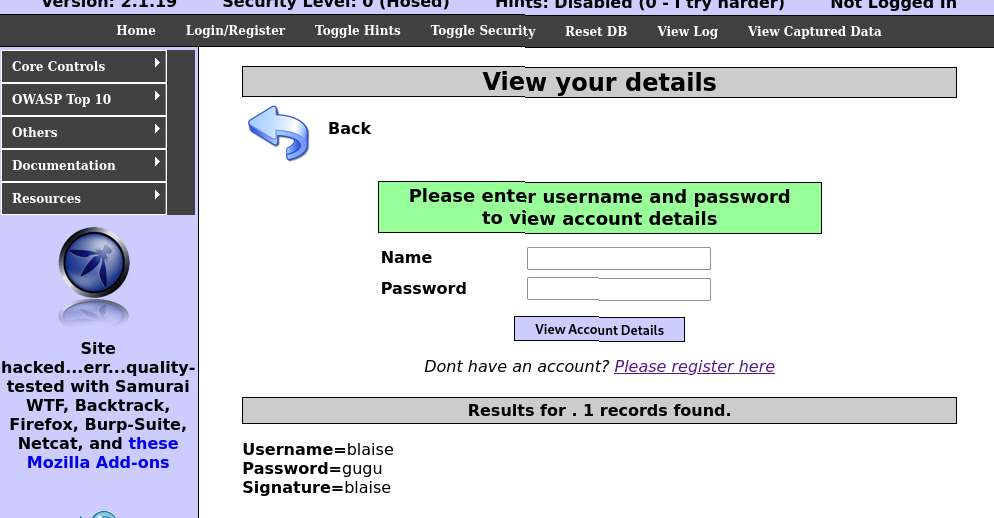 Version: 2.1.19 Security Level: 0 (Hosed) Hints: Disabled (0 - I try harder) Not Logged In
Home Login/Register Toggle Hints Toggle Security Reset DB View Log View Captured Data
Core Controls
OWASP Top 10
Others
Documentation
Resources
Site
hacked...err...quality-
tested with Samurai
WTF, Backtrack,
Firefox, Burp-Suite,
Netcat, and these
Mozilla Add-ons
View your details
Back
Please enter username and password
to view account details
Name
Password
View Account Details
Dont have an account? Please register here
Results for . 1 records found.
Username=blaise
Password=gugu
Signature=blaise